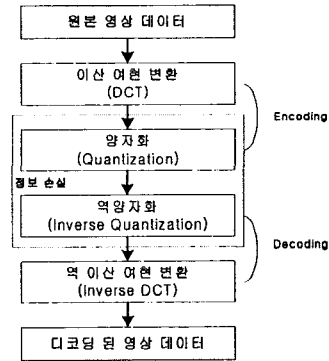 원본 영상 데이터
이산 여현 변환
(DCT)
Encoding
양자화
(Quantization)
정보 손실
역양자화
(Inverse Quantization)
Decoding
역 이산 여현 변환
(Inverse DCT)
디코딩 된 영상 데이터